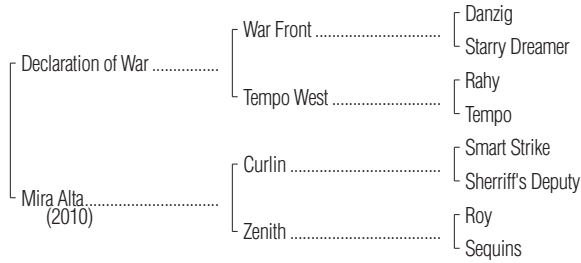 Danzig
War Front
Starry Dreamer
Declaration of War
Rahy
Tempo West
Tempo
Smart Strike
Curlin
Sherriff's Deputy
Mira Alta
(2010)
Roy
Zenith
Sequins